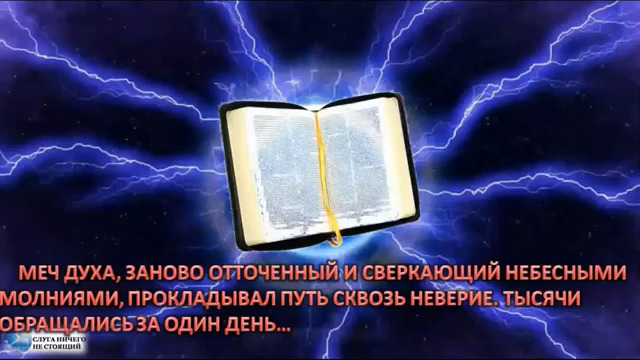 МЕЧ ДУХА, ЗАНОВО ОТТОЧЕННЫЙ И СВЕРКАЮЩИЙ НЕБЕСНЫМИ
МОЛНИЯМИ, ПРОКЛАДЫВАЛ ПУТЬ СКВОЗЬ НЕВЕРИЕ. ТЫСЯЧИ
ОБРАЩАЛИСЬ ЗА ОДИН ДЕНЬ...
СЛУГА НИЧЕГО
НЕ СТОЯЩИЙ